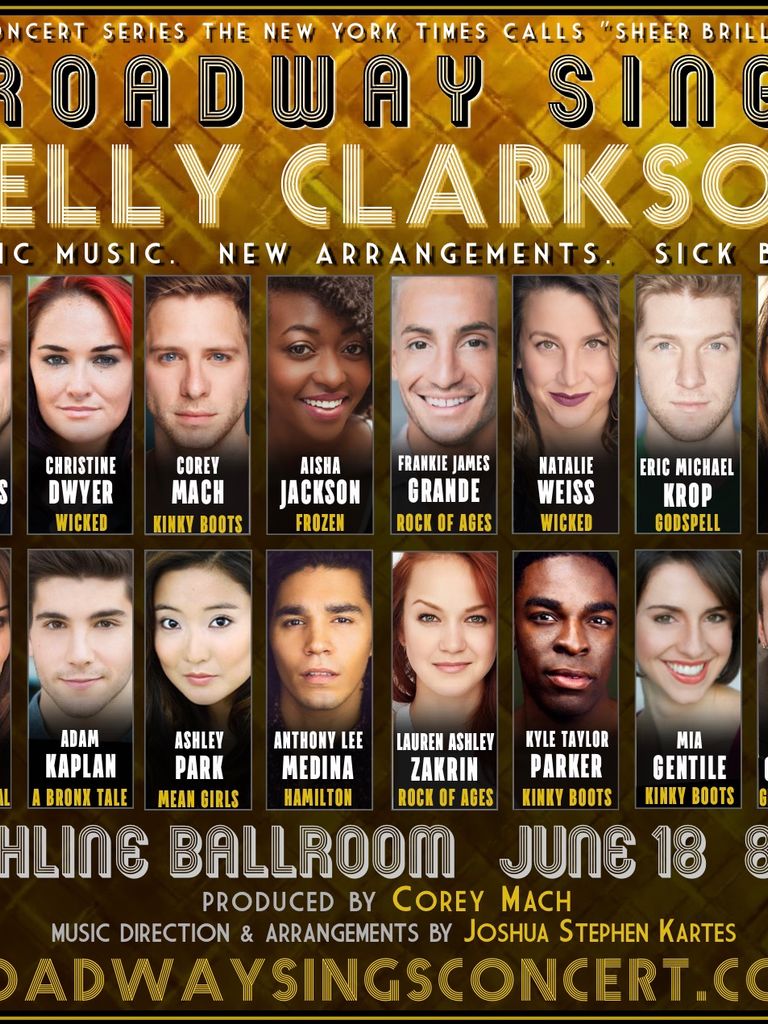 ONCERT SERIES THE NEW YORK TIMES CALLS "SHEER BRILL
ROADWAY SING
ELLY CLARKSO
IC MUSIC. NEW ARRANGEMENTS. SICK B
S
CHRISTINE DWYER
WICKED
COREY MACH
KINKY BOOTS
AISHA JACKSON
FROZEN
FRANKIE JAMES GRANDE
ROCK OF AGES
NATALIE WEISS
WICKED
ERIC MICHAEL KROP
GODSPELL
AL
ADAM KAPLAN
A BRONX TALE
ASHLEY PARK
MEAN GIRLS
ANTHONY LEE MEDINA
HAMILTON
LAUREN ASHLEY ZAKRIN
ROCK OF AGES
KYLE TAYLOR PARKER
KINKY BOOTS
MIA GENTILE
KINKY BOOTS
HLINE BALLROOM JUNE 18 8
PRODUCED BY COREY MACH
MUSIC DIRECTION & ARRANGEMENTS BY JOSHUA STEPHEN KARTES
OADWAYSINGSCONCERT.CO